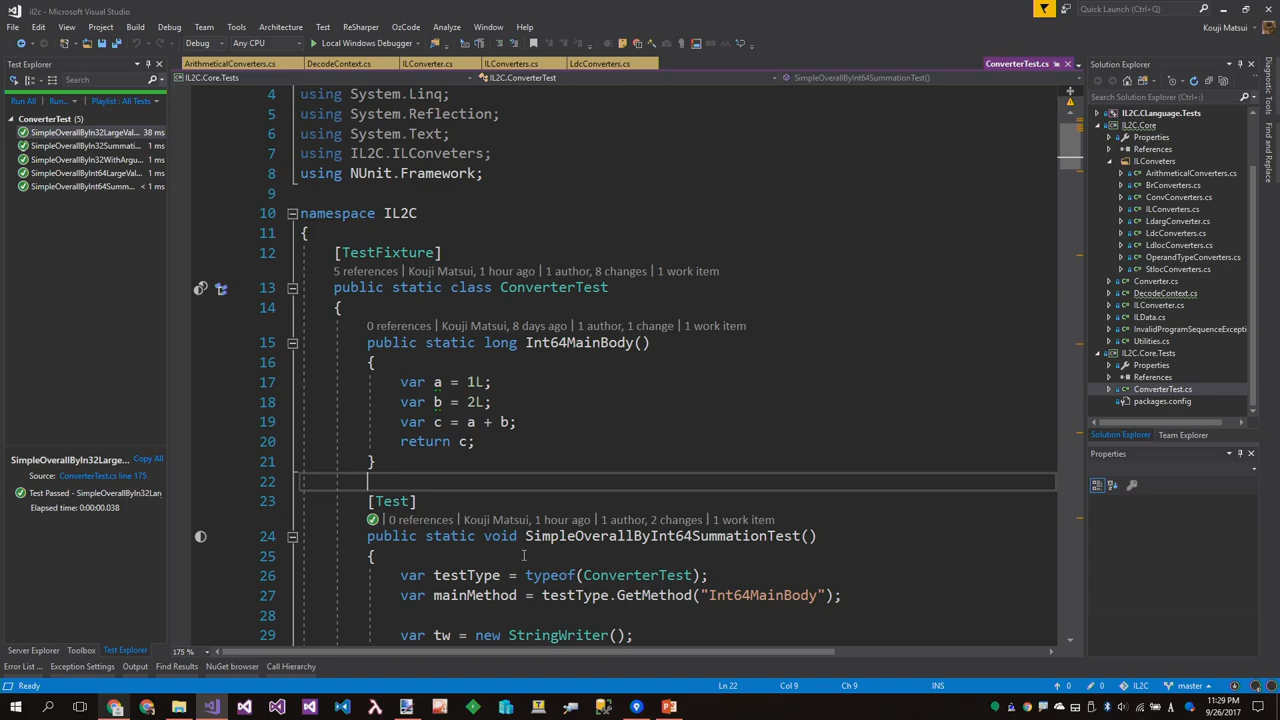 il2c - Microsoft Visual Studio
Quick Launch (Ctrl+Q)
File Edit View Project Build Debug Team Tools Architecture Test ReSharper OzCode Analyze Window Help
Kouji Matsui
Debug Any CPU Local Windows Debugger
Test Explorer
Search
Run All Run... Playlist : All Tests
ConverterTest (5)
SimpleOverallByIn32LargeVal... 38 ms
SimpleOverallByIn32Summati... 1 ms
SimpleOverallByIn32WithArgu... 1 ms
SimpleOverallByInt64LargeVal... 1 ms
SimpleOverallByInt64Summ... < 1 ms
SimpleOverallByIn32Large... Copy All
Source: ConverterTest.cs line 175
Test Passed - SimpleOverallByIn32Lar
Elapsed time: 0:00:00.038
Server Explorer Toolbox Test Explorer
ArithmeticalConverters.cs DecodeContext.cs ILConverter.cs ILConverters.cs LdcConverters.cs ConverterTest.cs
IL2C.Core.Tests IL2C.ConverterTest SimpleOverallByInt64SummationTest()
4 using System.Linq;
5 using System.Reflection;
6 using System.Text;
7 using IL2C.ILConveters;
8 using NUnit.Framework;
9
10 namespace IL2C
11 {
12 [TestFixture]
5 references | Kouji Matsui, 1 hour ago | 1 author, 8 changes | 1 work item
13 public static class ConverterTest
14 {
0 references | Kouji Matsui, 8 days ago | 1 author, 1 change | 1 work item
15 public static long Int64MainBody()
16 {
17 var a = 1L;
18 var b = 2L;
19 var c = a + b;
20 return c;
21 }
22
23 [Test]
0 references | Kouji Matsui, 1 hour ago | 1 author, 2 changes | 1 work item
24 public static void SimpleOverallByInt64SummationTest()
25 {
26 var testType = typeof(ConverterTest);
27 var mainMethod = testType.GetMethod("Int64MainBody");
28
29 var tw = new StringWriter();
175 %
Solution Explorer
Search Solution Explorer
IL2C.CLanguage.Tests
IL2C.Core
Properties
References
ILConveters
ArithmeticalConverters.cs
BrConverters.cs
ConvConverters.cs
ILConverters.cs
LdargConverter.cs
LdcConverters.cs
LdlocConverters.cs
OperandTypeConverters.cs
StlocConverters.cs
Converter.cs
DecodeContext.cs
ILConverter.cs
ILData.cs
InvalidProgramSequenceExcepti
Utilities.cs
IL2C.Core.Tests
Properties
References
ConverterTest.cs
packages.config
Solution Explorer Team Explorer
Properties
Diagnostic Tools
Find and Replace
Error List Exception Settings Output Find Results NuGet browser Call Hierarchy
Ready Ln 22 Col 9 Ch 9 INS 0 0 IL2C master
11:29 PM
9/26/2017